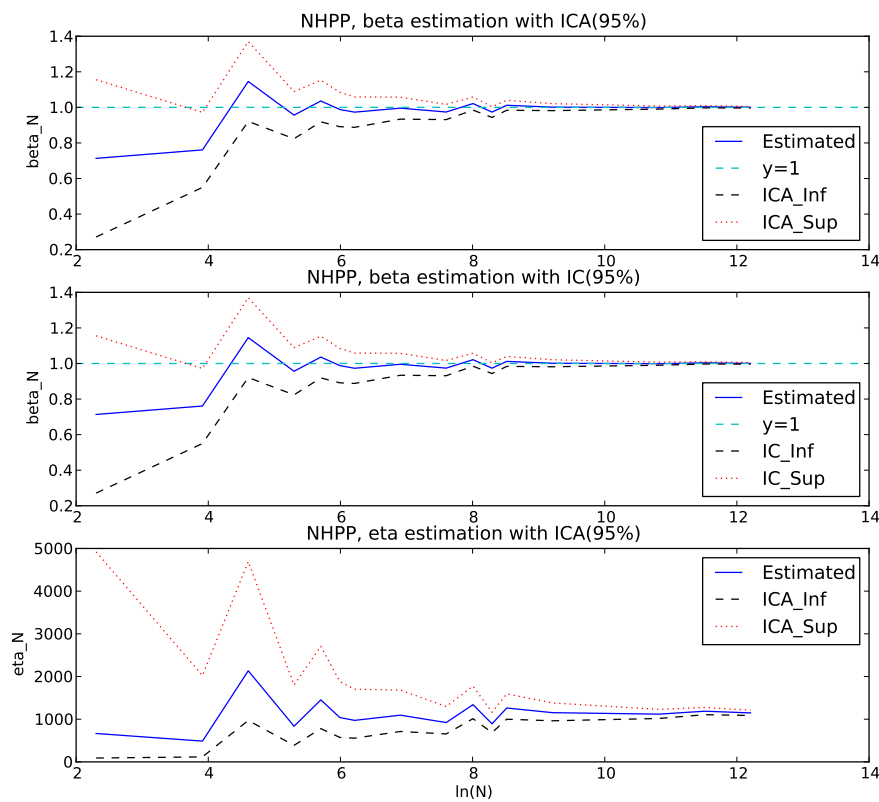 NHPP, beta estimation with ICA(95%)
1.4
1.2
1.0
0.8
0.6
0.4
0.2
beta_N
2 4 6 8 10 12 14
Estimated
y=1
ICA_Inf
ICA_Sup
NHPP, beta estimation with IC(95%)
1.4
1.2
1.0
0.8
0.6
0.4
0.2
beta_N
2 4 6 8 10 12 14
Estimated
y=1
IC_Inf
IC_Sup
NHPP, eta estimation with ICA(95%)
5000
4000
3000
2000
1000
0
eta_N
2 4 6 8 10 12 14
ln(N)
Estimated
ICA_Inf
ICA_Sup